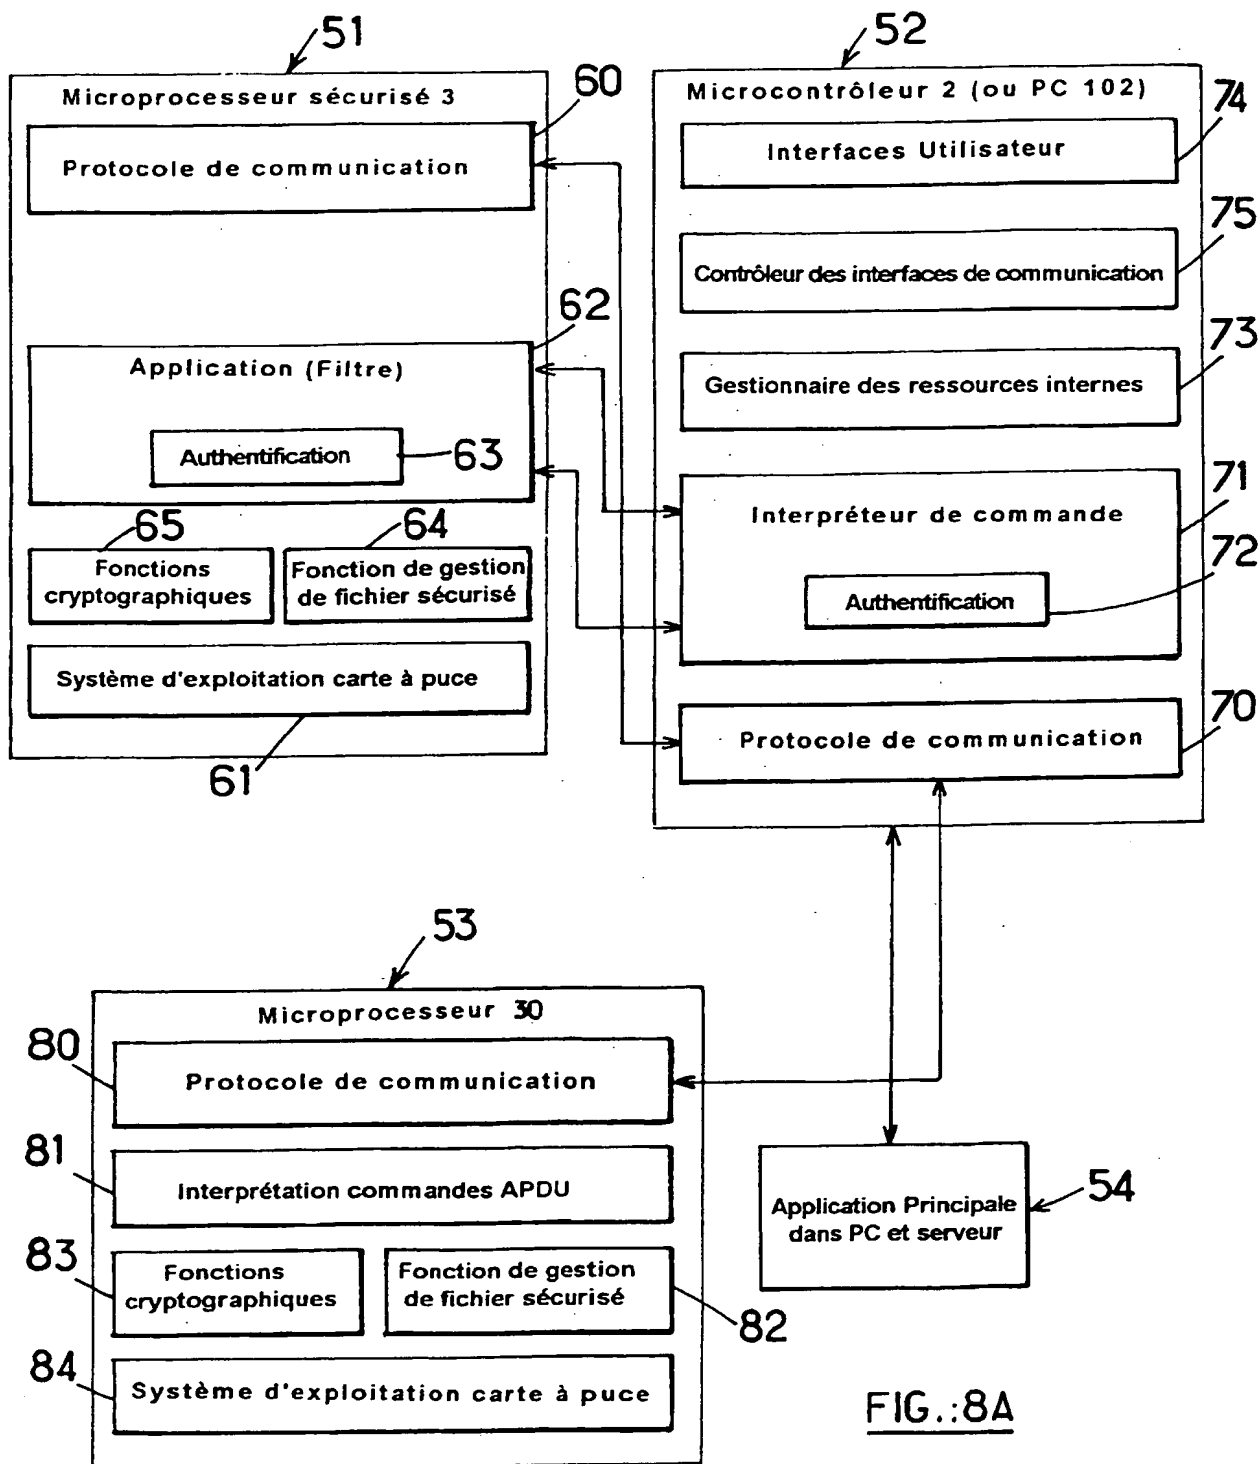 51
Microprocesseur sécurisé 3
60
Protocole de communication
62
Application (Filtre)
Authentification
63
65
64
Fonctions
cryptographiques
Fonction de gestion
de fichier sécurisé
Système d'exploitation carte à puce
61
52
Microcontrôleur 2 (ou PC 102)
74
Interfaces Utilisateur
75
Contrôleur des interfaces de communication
73
Gestionnaire des ressources internes
71
Interpréteur de commande
72
Authentification
70
Protocole de communication
53
Microprocesseur 30
80
Protocole de communication
81
Interprétation commandes APDU
83
Fonctions
cryptographiques
Fonction de gestion
de fichier sécurisé
82
84
Système d'exploitation carte à puce
Application Principale
dans PC et serveur
54
FIG.:8A